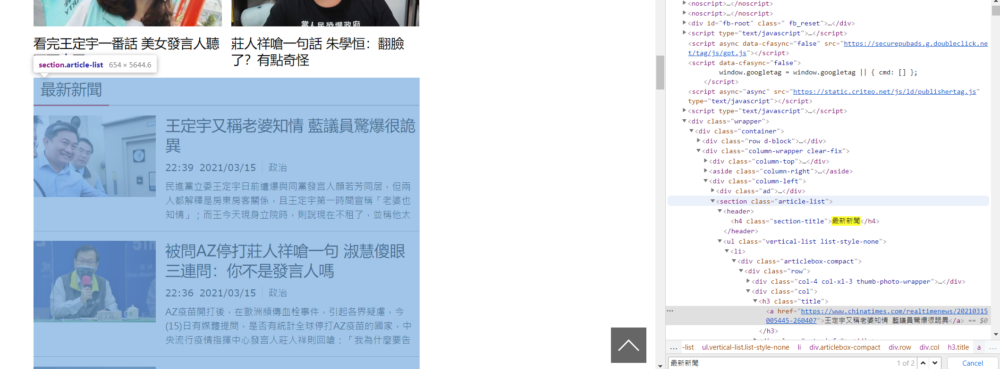 當人民恐懼政府
看完王定宇一番話 美女發言人聽
莊人祥嗆一句話 朱學恒：翻臉
了？有點奇怪
section.article-list 654 × 5644.6
最新新聞
王定宇又稱老婆知情 藍議員驚爆很詭
異
22:39 2021/03/15 政治
民進黨立委王定宇日前遭爆與同黨發言人顏若芳同居，但兩
人都解釋是房東房客關係，且王定宇第一時間宣稱「老婆也
知情」；而王今天現身立院時，則說現在不租了，並稱他太
被問AZ停打莊人祥嗆一句 淑慧傻眼
三連問：你不是發言人嗎
22:36 2021/03/15 政治
AZ疫苗開打後，在歐洲頻傳血栓事件，引起各界疑慮，今
(15)日有媒體提問，是否有統計全球停打AZ疫苗的國家，中
央流行疫情指揮中心發言人莊人祥則回嗆：「我為什麼要告
莊人祥
<noscript>…</noscript>
<noscript>…</noscript>
<div id="fb-root" class=" fb_reset">…</div>
<script type="text/javascript">…</script>
<script async data-cfasync="false" src="https://securepubads.g.doubleclick.ne
t/tag/js/gpt.js"></script>
<script data-cfasync="false">
window.googletag = window.googletag || { cmd: [] };
</script>
<script async="async" src="https://static.criteo.net/js/ld/publishertag.js"
type="text/javascript"></script>
<script type="text/javascript">…</script>
<div class="wrapper">
<div class="container">
<div class="row d-block">…</div>
<div class="column-wrapper clear-fix">
<div class="column-top">…</div>
<aside class="column-right">…</aside>
<div class="column-left">
<div class="ad">…</div>
<section class="article-list">
<header>
<h4 class="section-title">最新新聞</h4>
</header>
<ul class="vertical-list list-style-none">
<li>
<div class="articlebox-compact">
<div class="row">
<div class="col-4 col-xl-3 thumb-photo-wrapper">…</div>
<div class="col">
<h3 class="title">
<a href="https://www.chinatimes.com/realtimenews/20210315
005445-260407">王定宇又稱老婆知情 藍議員驚爆很詭異</a> == $0
</h3>
… -list ul.vertical-list.list-style-none li div.articlebox-compact div.row div.col h3.title a …
最新新聞 1 of 2 Cancel